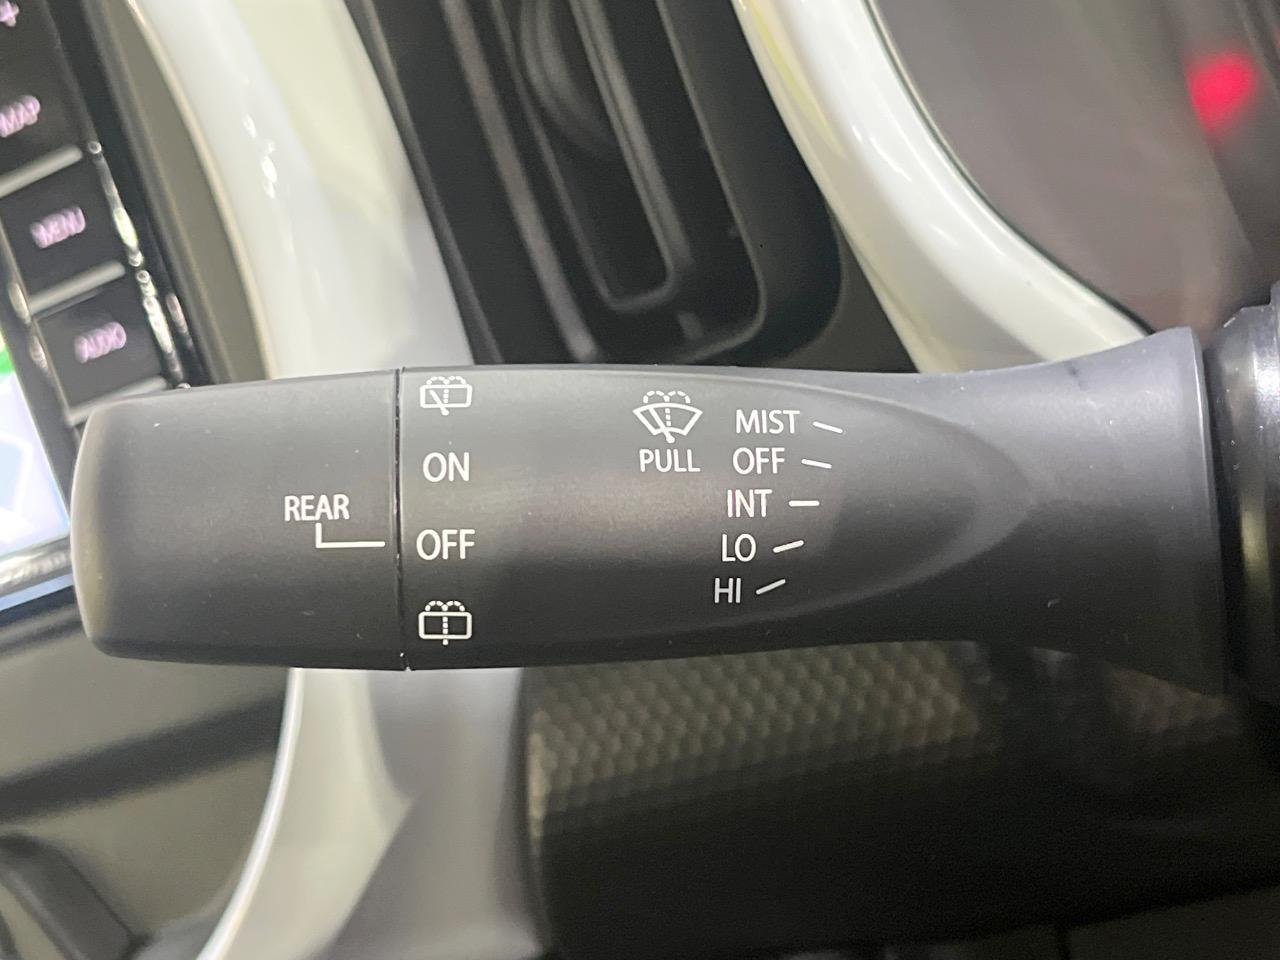 MAP
MENU
AUDIO
REAR
ON
OFF
PULL
MIST
OFF
INT
LO
HI